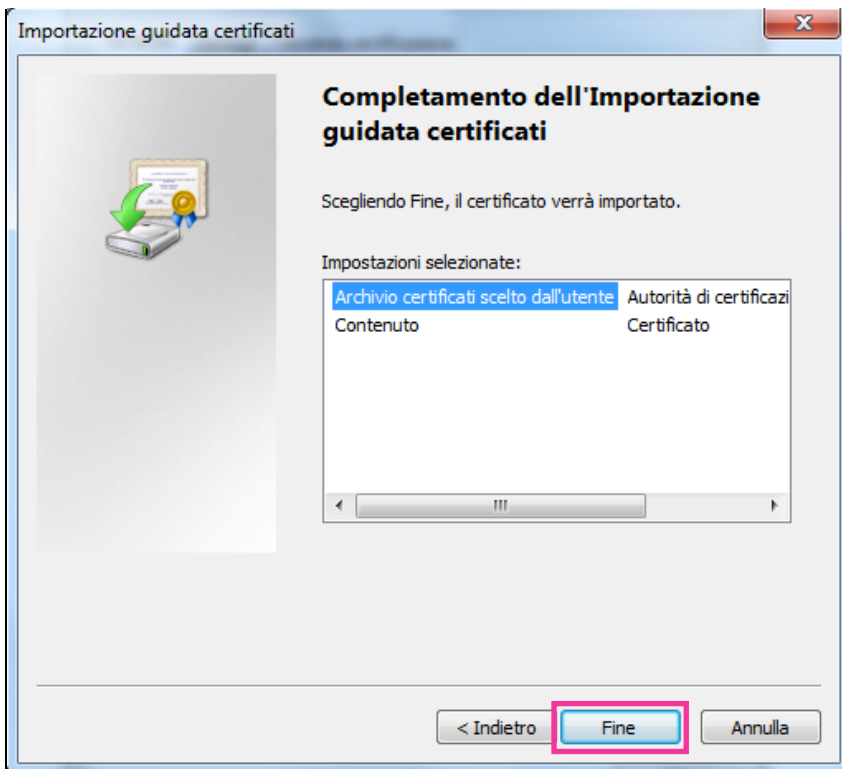 Importazione guidata certificati
Completamento dell'Importazione
guidata certificati
Scegliendo Fine, il certificato verrà importato.
Impostazioni selezionate:
Archivio certificati scelto dall'utente Autorità di certificazi
Contenuto Certificato
< Indietro Fine Annulla